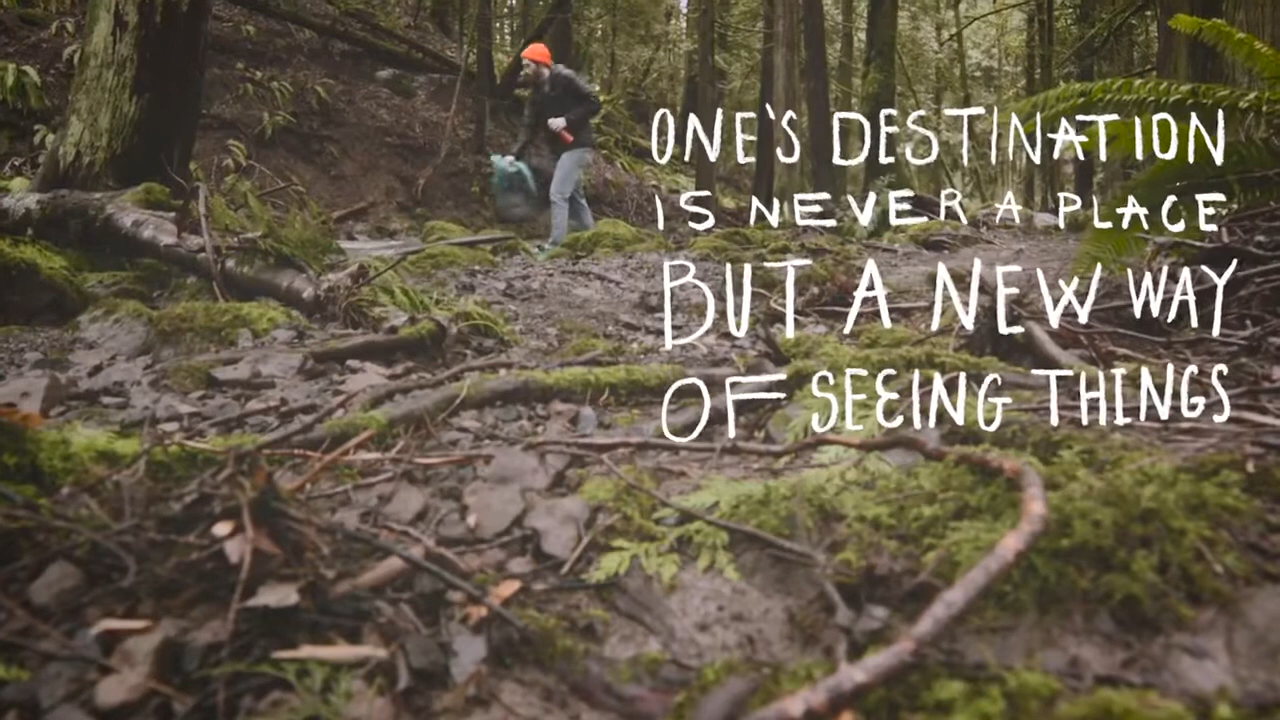 ONE'S DESTINATION
IS NEVER A PLACE
BUT A NEW WAY
OF SEEING THINGS